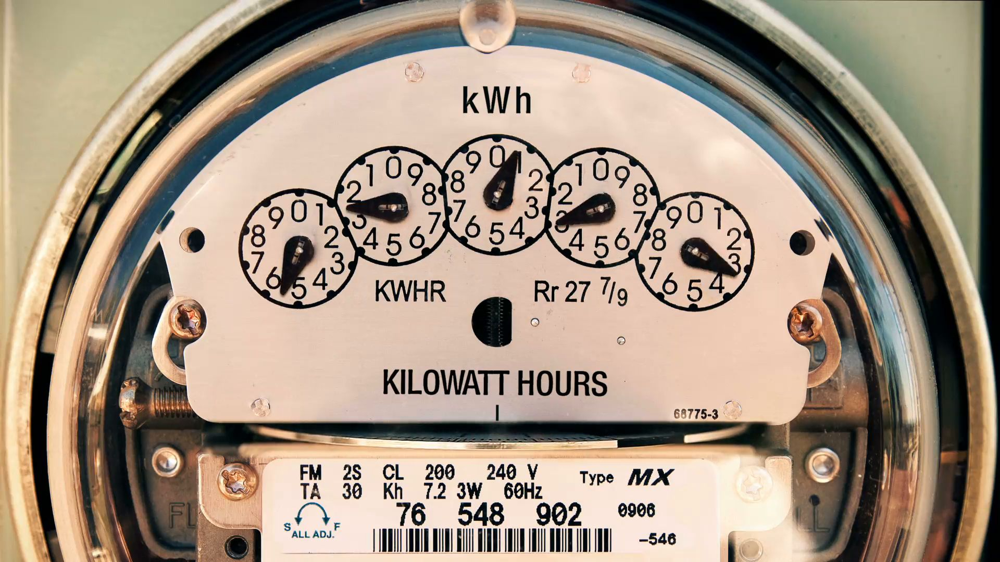 kWh
0 1 2 3 4 5 6 7 8 9
0 9 8 7 6 5 4 3 2 1
0 1 2 3 4 5 6 7 8 9
0 9 8 7 6 5 4 3 2 1
0 1 2 3 4 5 6 7 8 9
KWHR Rr 27 7/9
KILOWATT HOURS
68775-3
FM 2S CL 200 240 V Type MX
TA 30 Kh 7.2 3W 60Hz
76 548 902 0906
S F
ALL ADJ.
-546